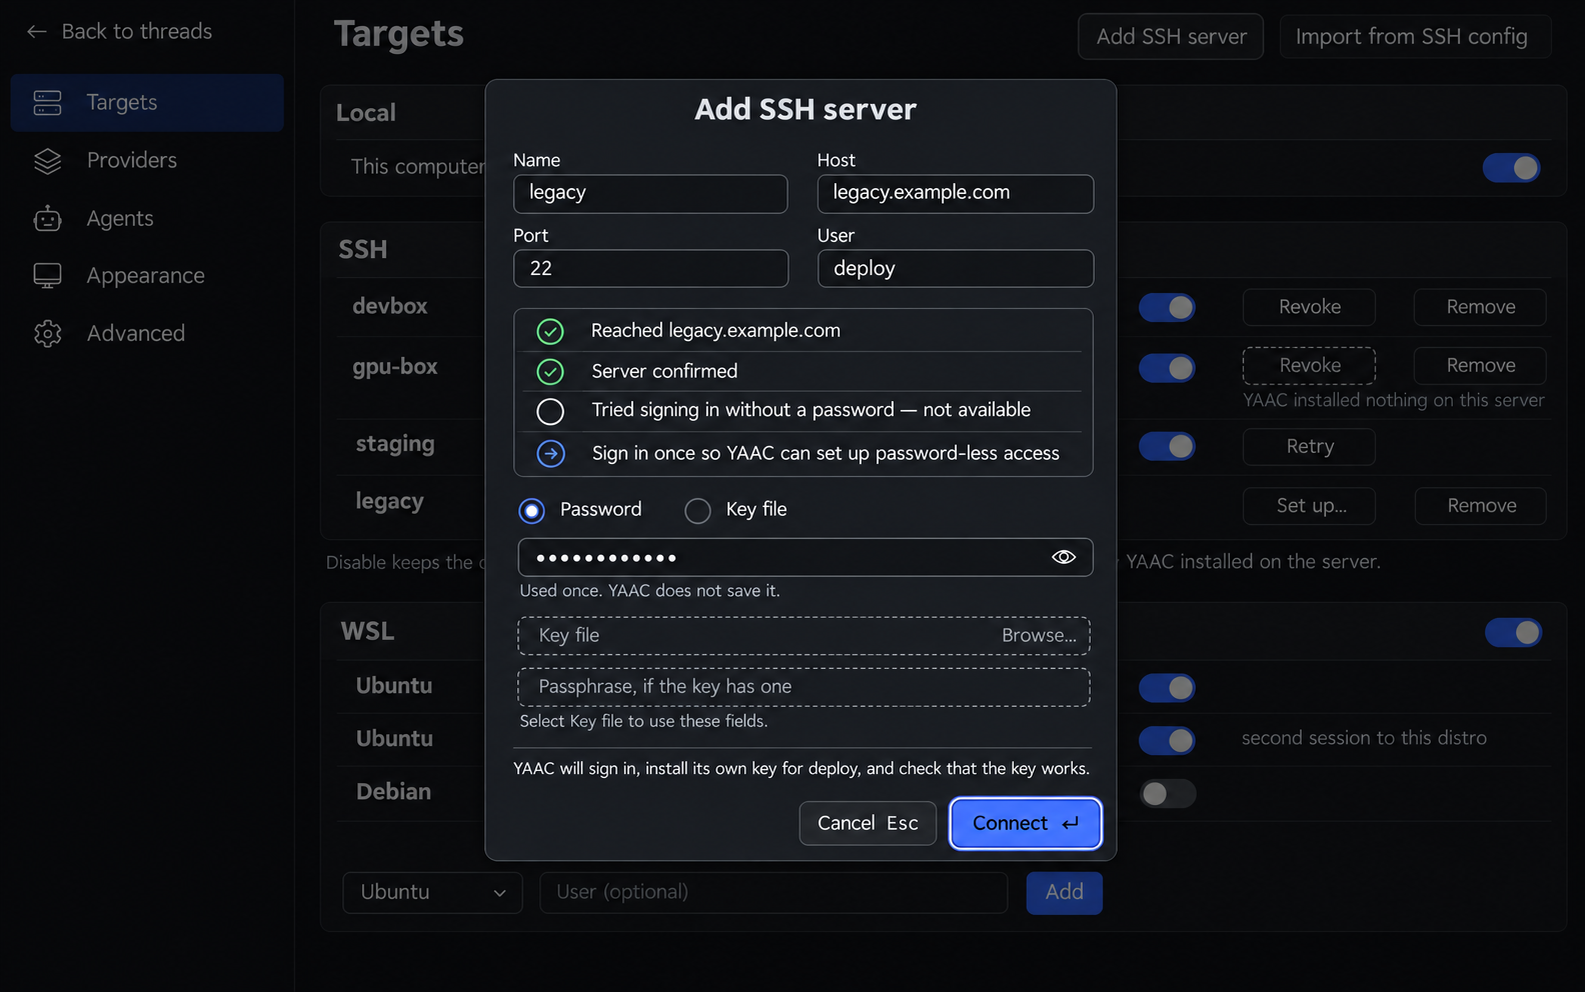 Back to threads
Targets
Providers
Agents
Appearance
Advanced
Targets
Add SSH server
Import from SSH config
Local
This computer
SSH
devbox
Revoke
Remove
gpu-box
Revoke
Remove
YAAC installed nothing on this server
staging
Retry
legacy
Set up...
Remove
Disable keeps the
YAAC installed on the server.
WSL
Ubuntu
Ubuntu
second session to this distro
Debian
Ubuntu
User (optional)
Add
Add SSH server
Name
Host
legacy
legacy.example.com
Port
User
22
deploy
Reached legacy.example.com
Server confirmed
Tried signing in without a password — not available
Sign in once so YAAC can set up password-less access
Password
Key file
Used once. YAAC does not save it.
Key file
Browse...
Passphrase, if the key has one
Select Key file to use these fields.
YAAC will sign in, install its own key for deploy, and check that the key works.
Cancel Esc
Connect ↵